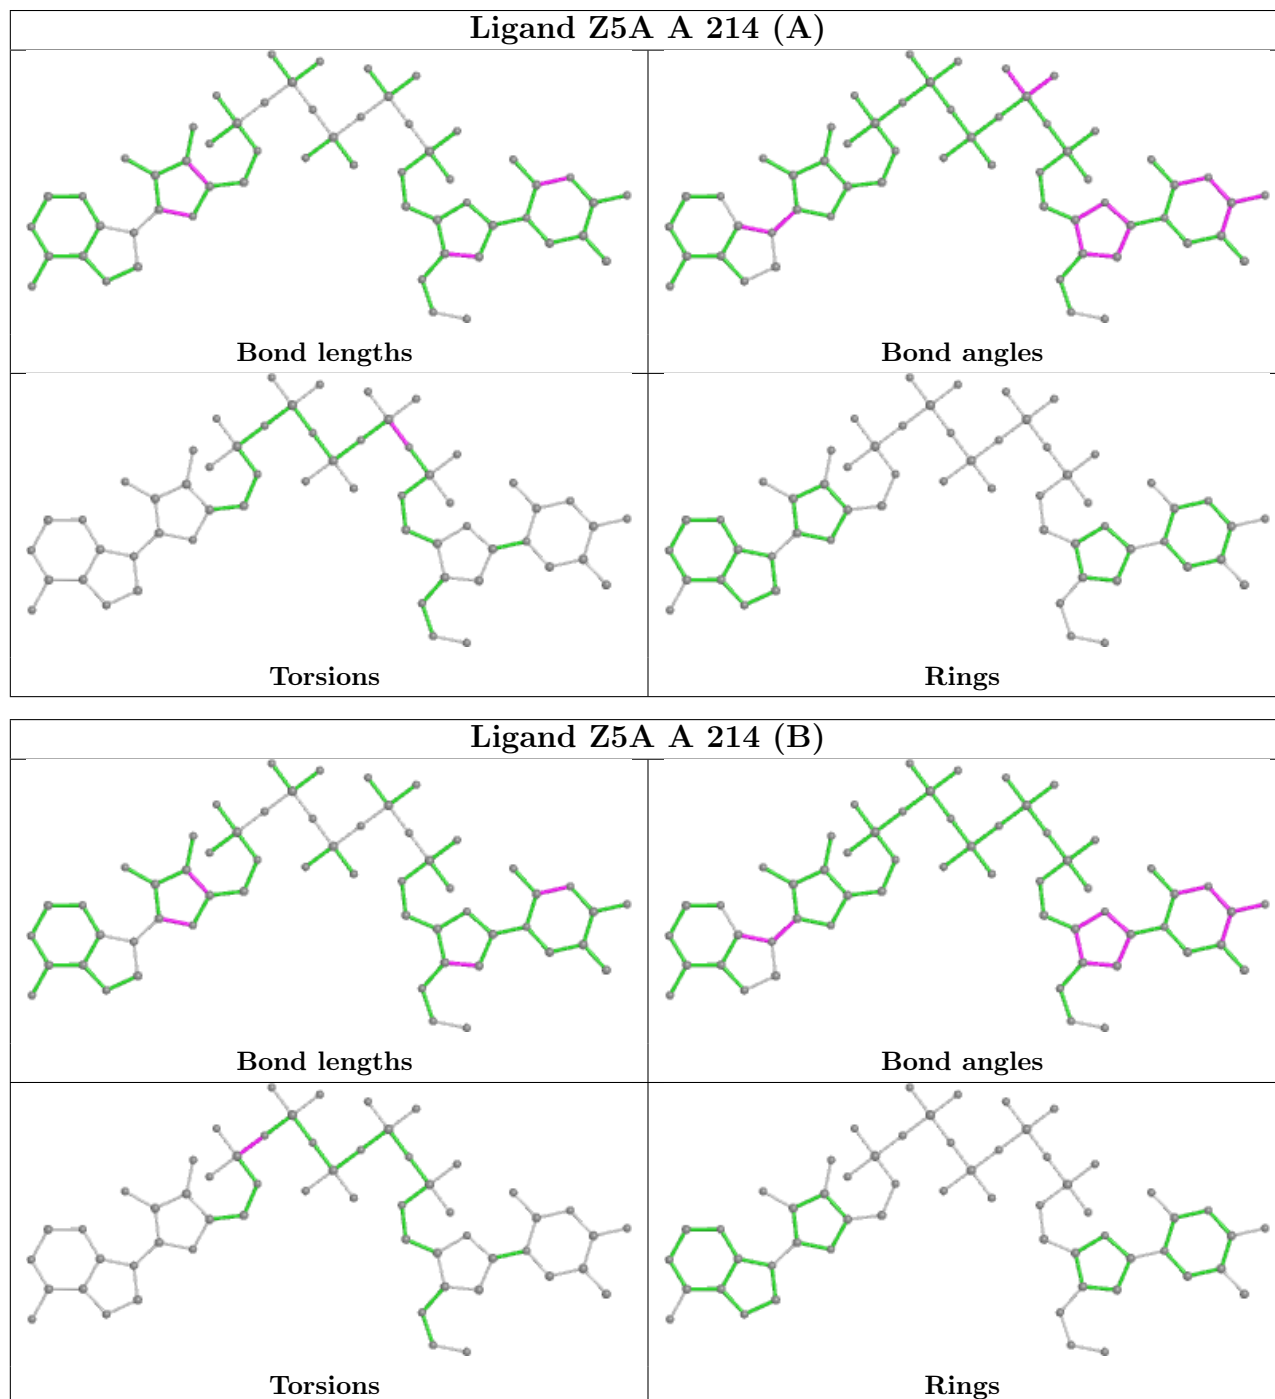 Ligand Z5A A 214 (A)
Bond lengths
Bond angles
Torsions
Rings
Ligand Z5A A 214 (B)
Bond lengths
Bond angles
Torsions
Rings